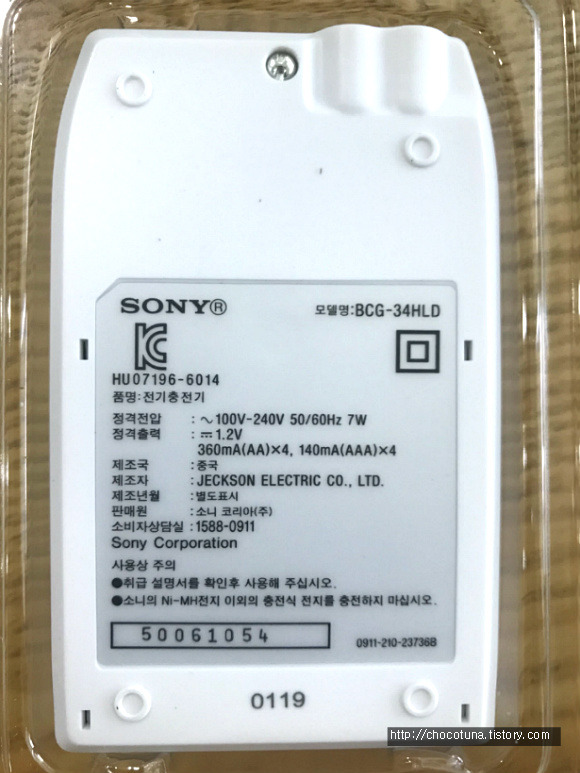 SONY®
모델명:BCG-34HLD
HU07196-6014
품명:전기충전기
정격전압 : ～100V-240V 50/60Hz 7W
정격출력 : ⎓1.2V
360mA(AA)×4, 140mA(AAA)×4
제조국 : 중국
제조자 : JECKSON ELECTRIC CO., LTD.
제조년월 : 별도표시
판매원 : 소니 코리아(주)
소비자상담실 : 1588-0911
Sony Corporation
사용상 주의
●취급 설명서를 확인후 사용해 주십시오.
●소니의 Ni-MH전지 이외의 충전식 전지를 충전하지 마십시오.
50061054
0911-210-23736B
0119
http://chocotuna.tistory.com